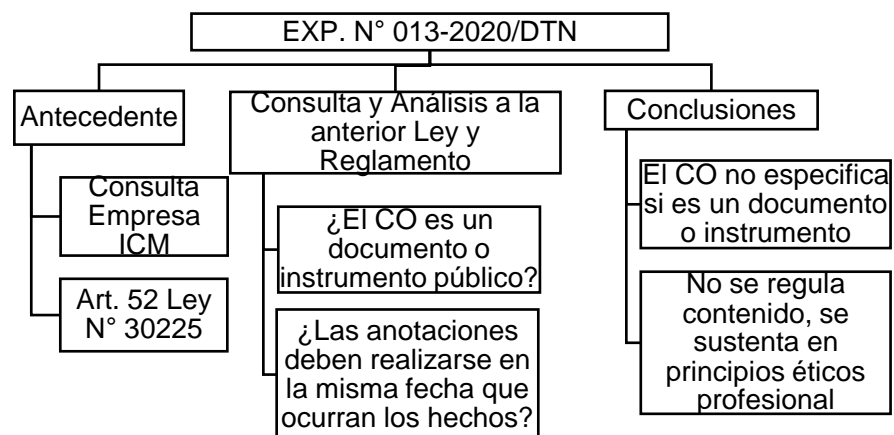 EXP. N° 013-2020/DTN
Antecedente
Consulta
Empresa
ICM
Art. 52 Ley
N° 30225
Consulta y Análisis a la
anterior Ley y
Reglamento
¿El CO es un
documento o
instrumento público?
¿Las anotaciones
deben realizarse en
la misma fecha que
ocurran los hechos?
Conclusiones
El CO no especifica
si es un documento
o instrumento
No se regula
contenido, se
sustenta en
principios éticos
profesional